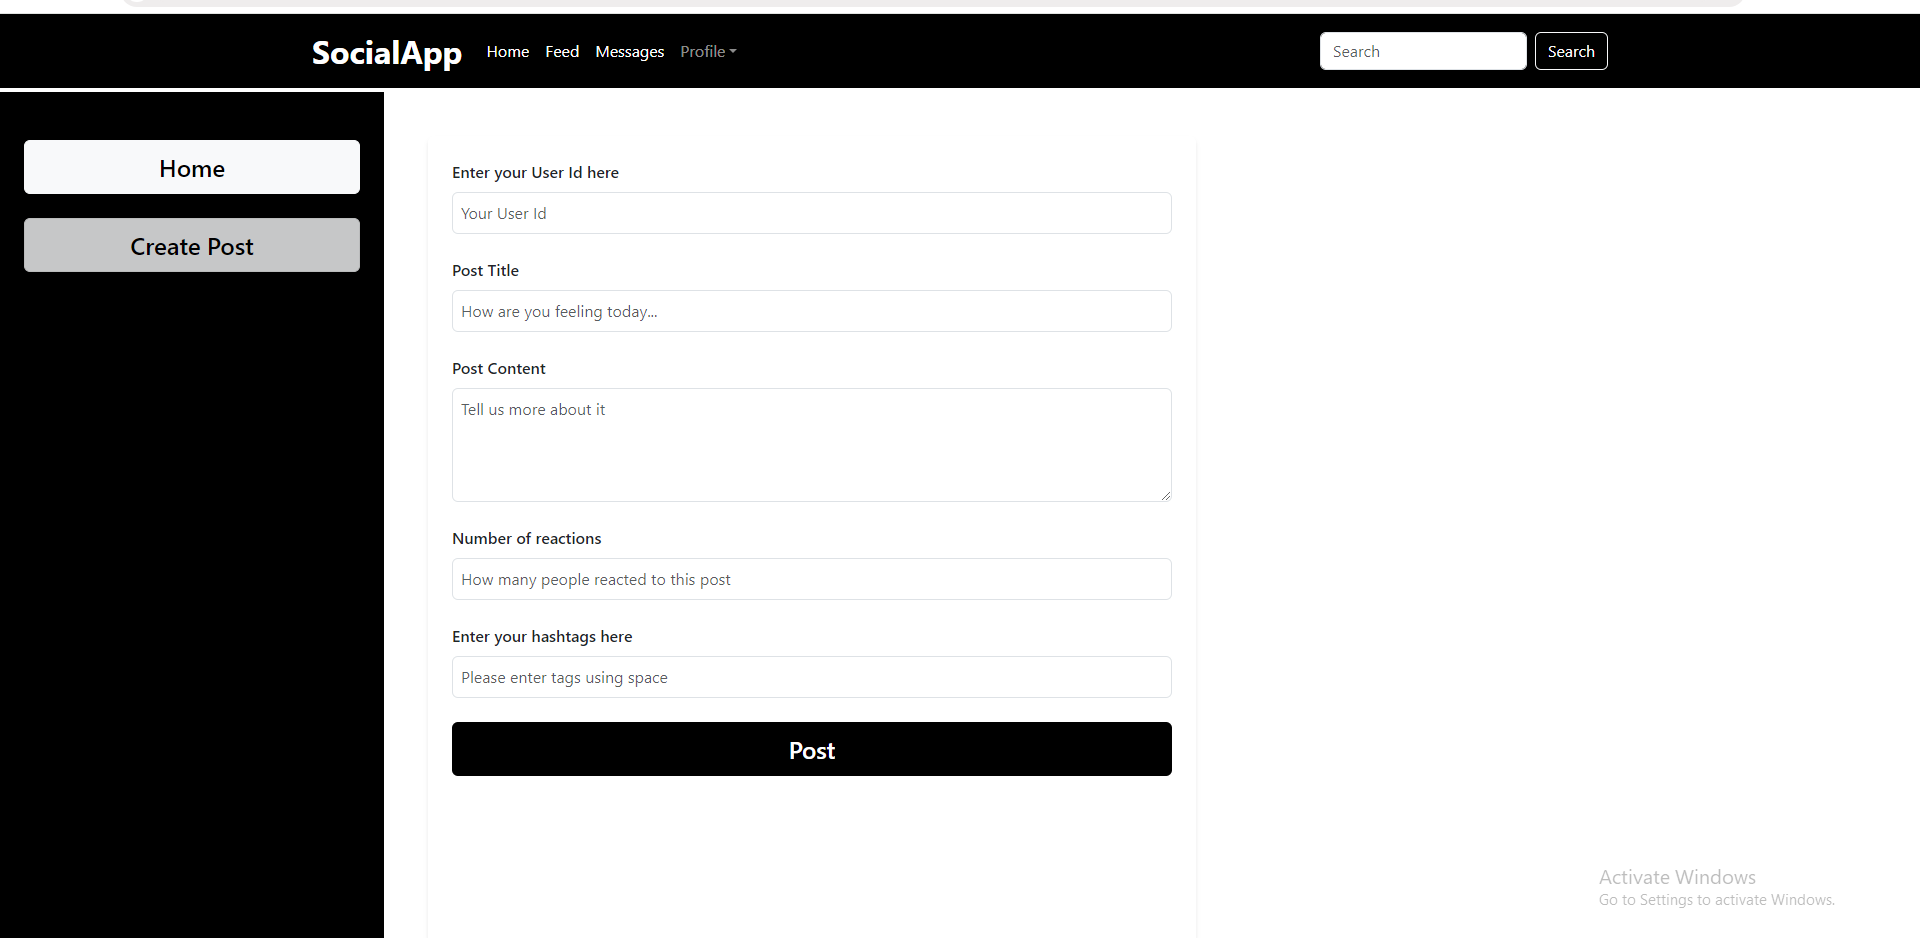 SocialApp Home Feed Messages Profile Search Search
Home
Create Post
Enter your User Id here
Your User Id
Post Title
How are you feeling today...
Post Content
Tell us more about it
Number of reactions
How many people reacted to this post
Enter your hashtags here
Please enter tags using space
Post
Activate Windows
Go to Settings to activate Windows.